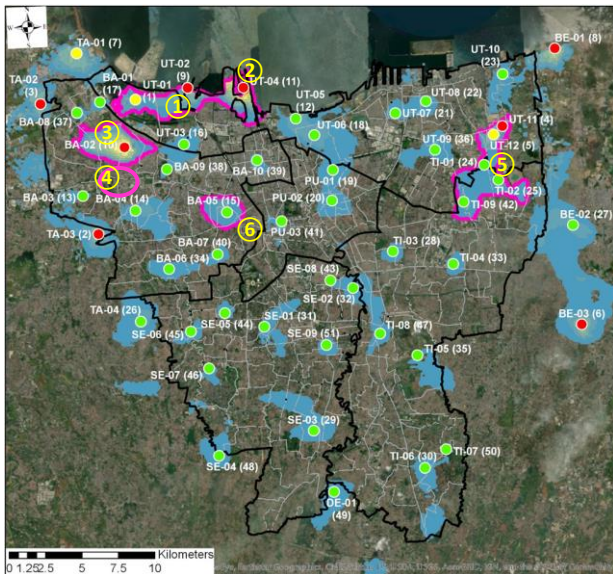 TA-01 (7)
BE-01 (8)
UT-02
(9)
②
UT-10
(23)
TA-02
(3)
BA-01
(17)
UT-01
(1)
①
UT-04 (11)
UT-05
(12)
UT-08 (22)
BA-08 (37)
UT-07 (21)
UT-11 (4)
③
BA-02 (10)
UT-03 (16)
UT-06 (18)
UT-09 (36)
UT-12 (5)
TI-01 (24)
⑤
④
BA-09 (38)
BA-10 (39)
PU-01 (19)
TI-02 (25)
BA-03 (13)
BA-04 (14)
BA-05 (15)
PU-02 (20)
TI-09 (42)
BE-02 (27)
TA-03 (2)
⑥
PU-03 (41)
BA-07 (40)
TI-03 (28)
BA-06 (34)
SE-08 (43)
TI-04 (33)
SE-02 (32)
TA-04 (26)
SE-05 (44)
SE-01 (31)
BE-03 (6)
SE-06 (45)
SE-09 (51)
TI-08 (47)
TI-05 (35)
SE-07 (46)
SE-03 (29)
SE-04 (48)
TI-06 (30)
TI-07 (50)
DE-01
(49)
Kilometers
0 1.25 2.5 5 7.5 10